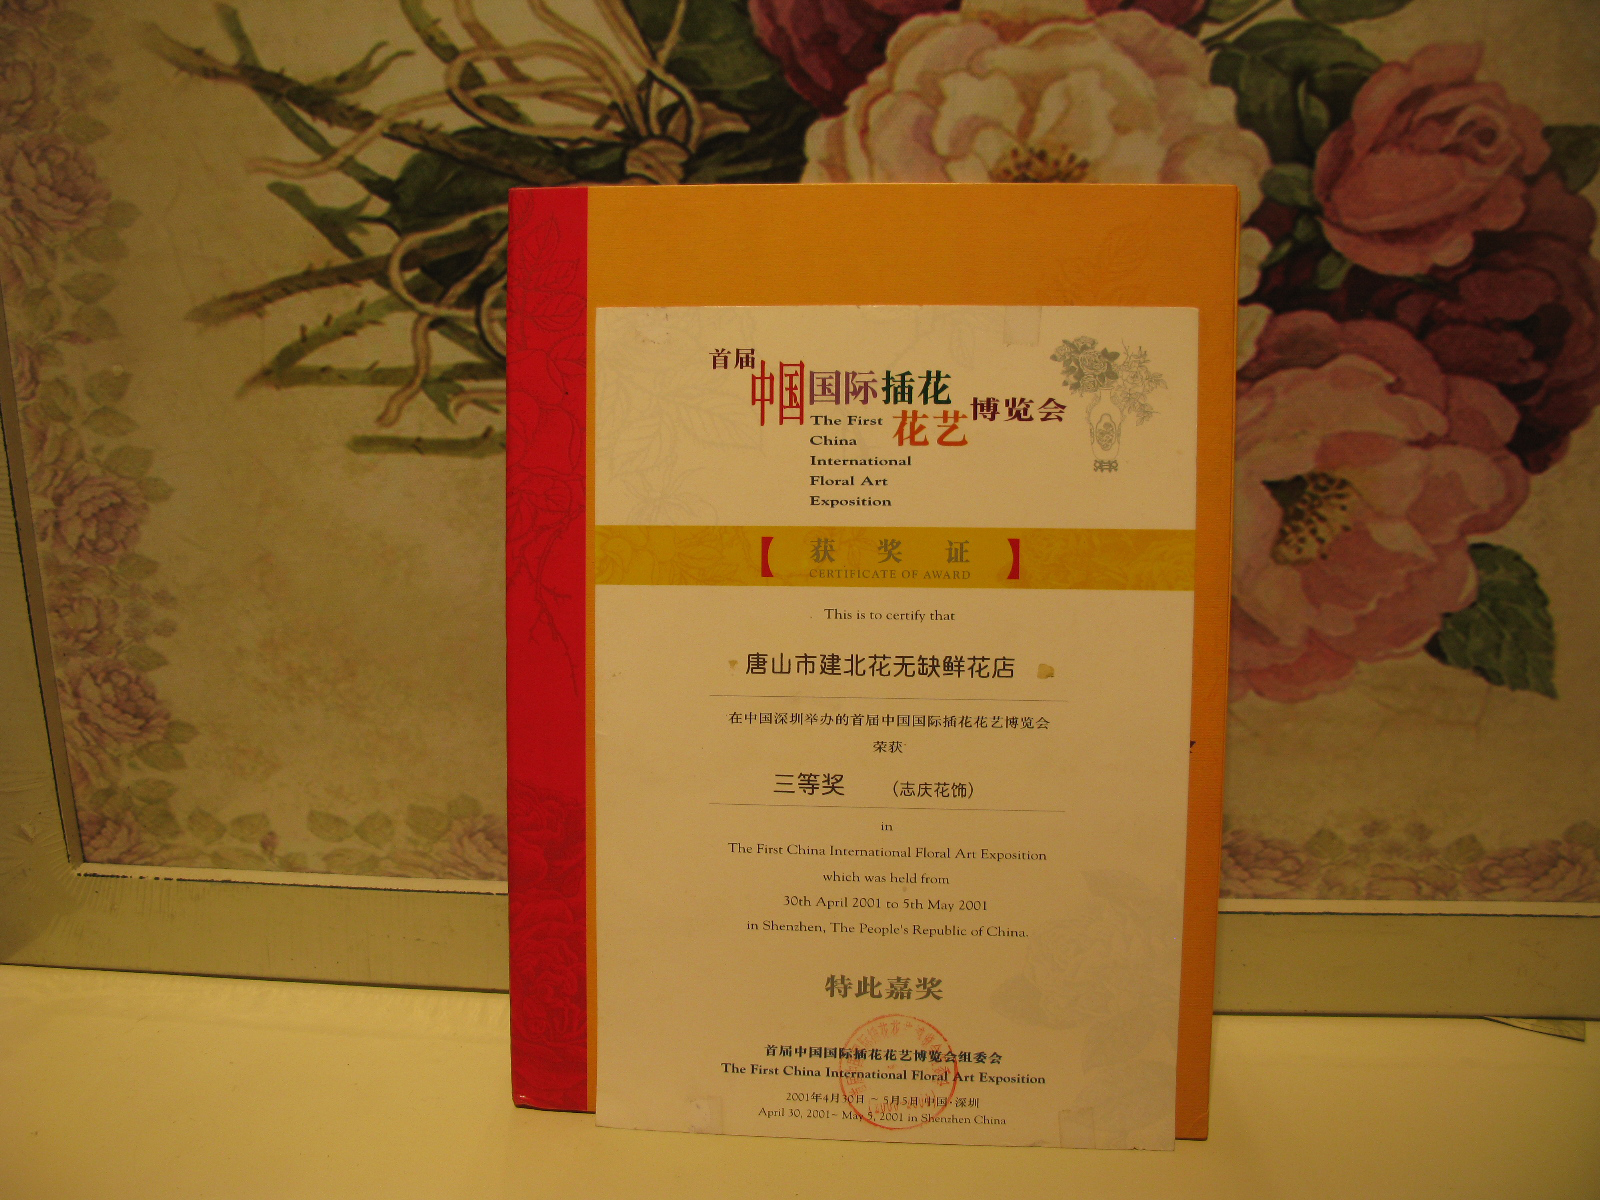 首届
中国国际插花
花艺博览会
The First
China
International
Floral Art
Exposition
【获奖证】
CERTIFICATE OF AWARD
This is to certify that
唐山市建北花无缺鲜花店
在中国深圳举办的首届中国国际插花花艺博览会
荣获
三等奖 （志庆花饰）
in
The First China International Floral Art Exposition
which was held from
30th April 2001 to 5th May 2001
in Shenzhen, The People's Republic of China.
特此嘉奖
首届中国国际插花花艺博览会组委会
The First China International Floral Art Exposition
2001年4月30日 ~ 5月5日 中国·深圳
April 30, 2001~ May 5, 2001 in Shenzhen China